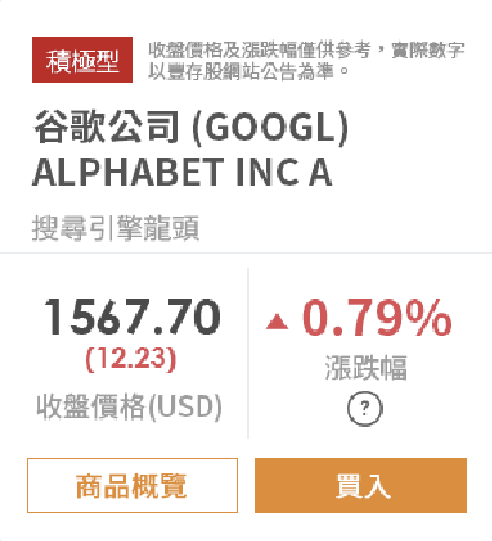 積極型
收盤價格及漲跌幅僅供參考，實際數字
以豐存股網站公告為準。
谷歌公司 (GOOGL)
ALPHABET INC A
搜尋引擎龍頭
1567.70
(12.23)
收盤價格(USD)
▲ 0.79%
漲跌幅
?
商品概覽
買入